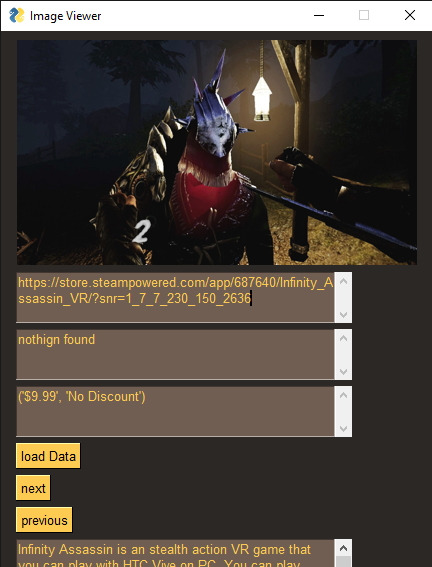 Image Viewer
2
https://store.steampowered.com/app/687640/Infinity_A
ssassin_VR/?snr=1_7_7_230_150_2636
nothign found
('$9.99', 'No Discount')
load Data
next
previous
Infinity Assassin is an stealth action VR game that
you can play with HTC Vive on PC. You can play